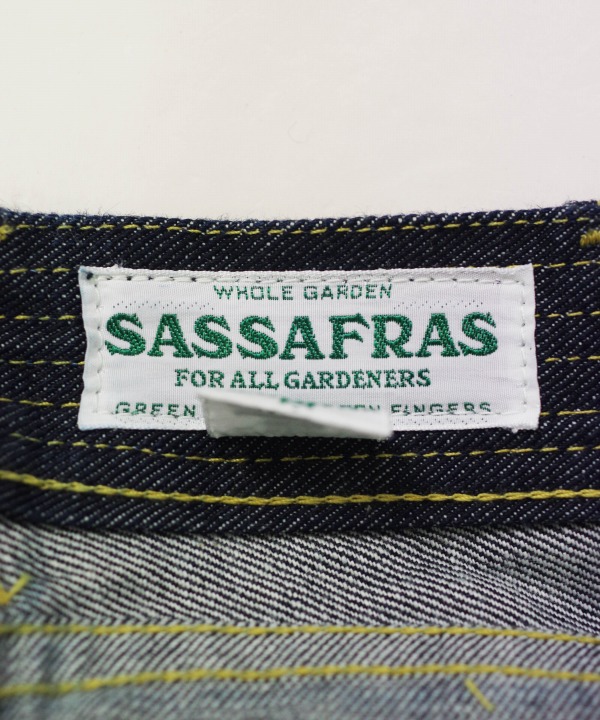 WHOLE GARDEN
SASSAFRAS
FOR ALL GARDENERS
GREEN FINGERS